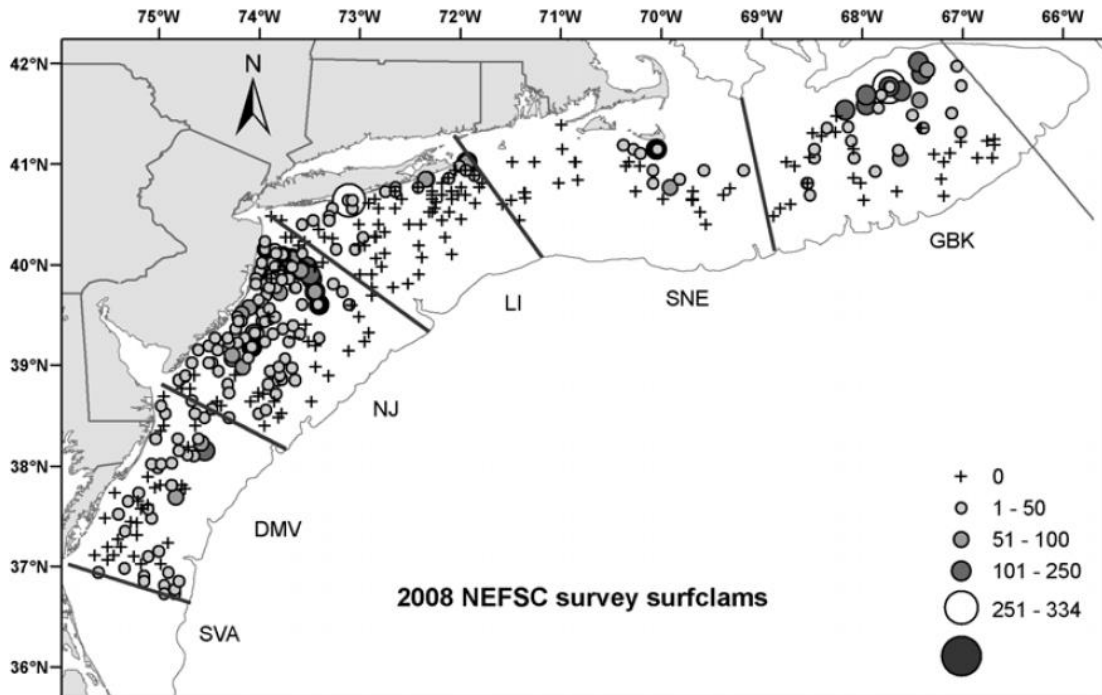 75°W 74°W 73°W 72°W 71°W 70°W 69°W 68°W 67°W 66°W
42°N
41°N
40°N
39°N
38°N
37°N
36°N
N
GBK
SNE
LI
NJ
DMV
SVA
0
1 - 50
51 - 100
101 - 250
251 - 334
2008 NEFSC survey surfclams